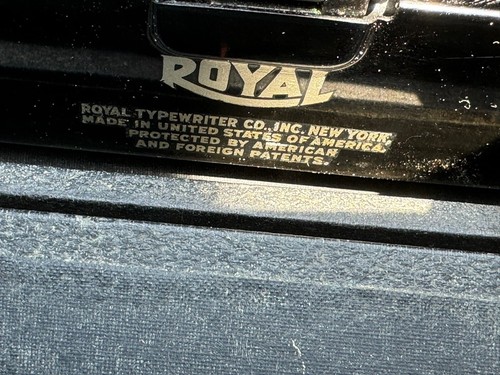 ROYAL
ROYAL TYPEWRITER CO., INC. NEW YORK
MADE IN UNITED STATES OF AMERICA
PROTECTED BY AMERICAN
AND FOREIGN PATENTS.